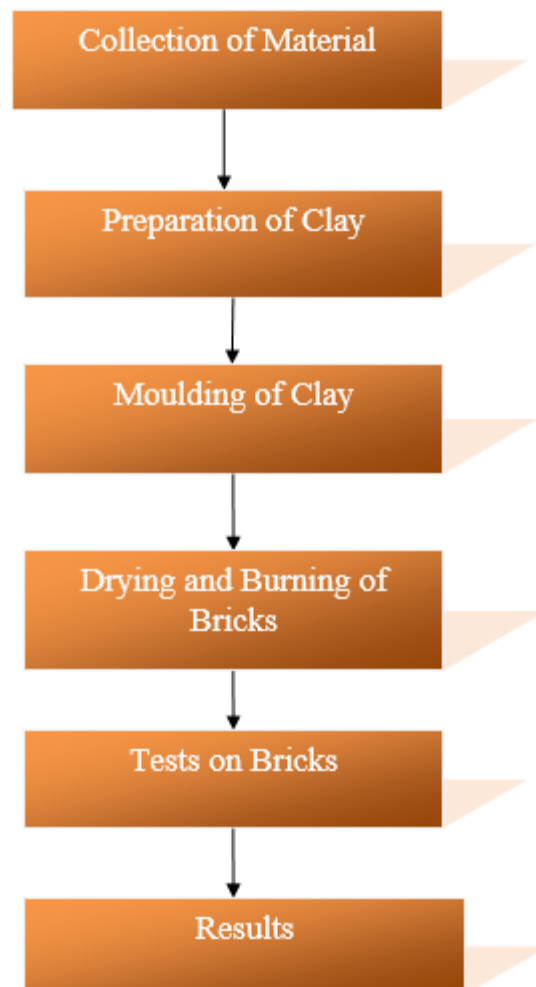 Collection of Material
Preparation of Clay
Moulding of Clay
Drying and Burning of
Bricks
Tests on Bricks
Results